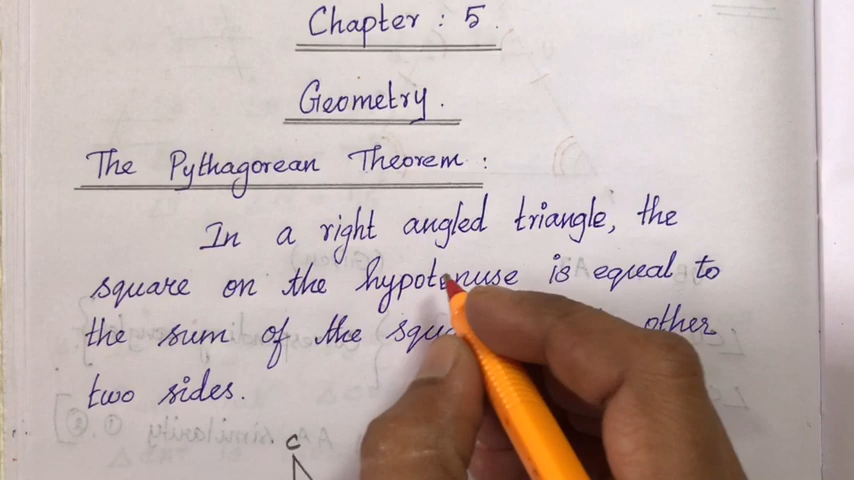 Chapter : 5.
Geometry.
The Pythagorean Theorem :
In a right angled triangle, the
square on the hypotenuse is equal to
the sum of the other
two sides.
C